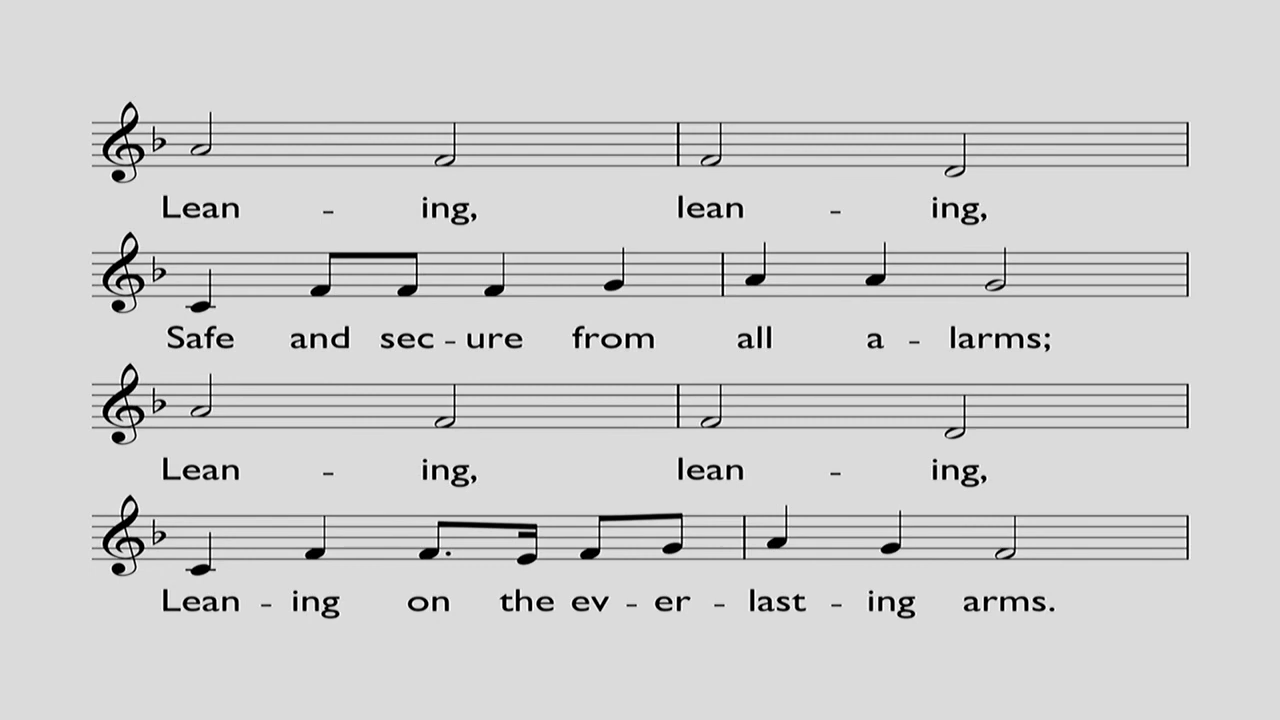 Lean - ing, lean - ing,
Safe and sec - ure from all a - larms;
Lean - ing, lean - ing,
Lean - ing on the ev - er - last - ing arms.